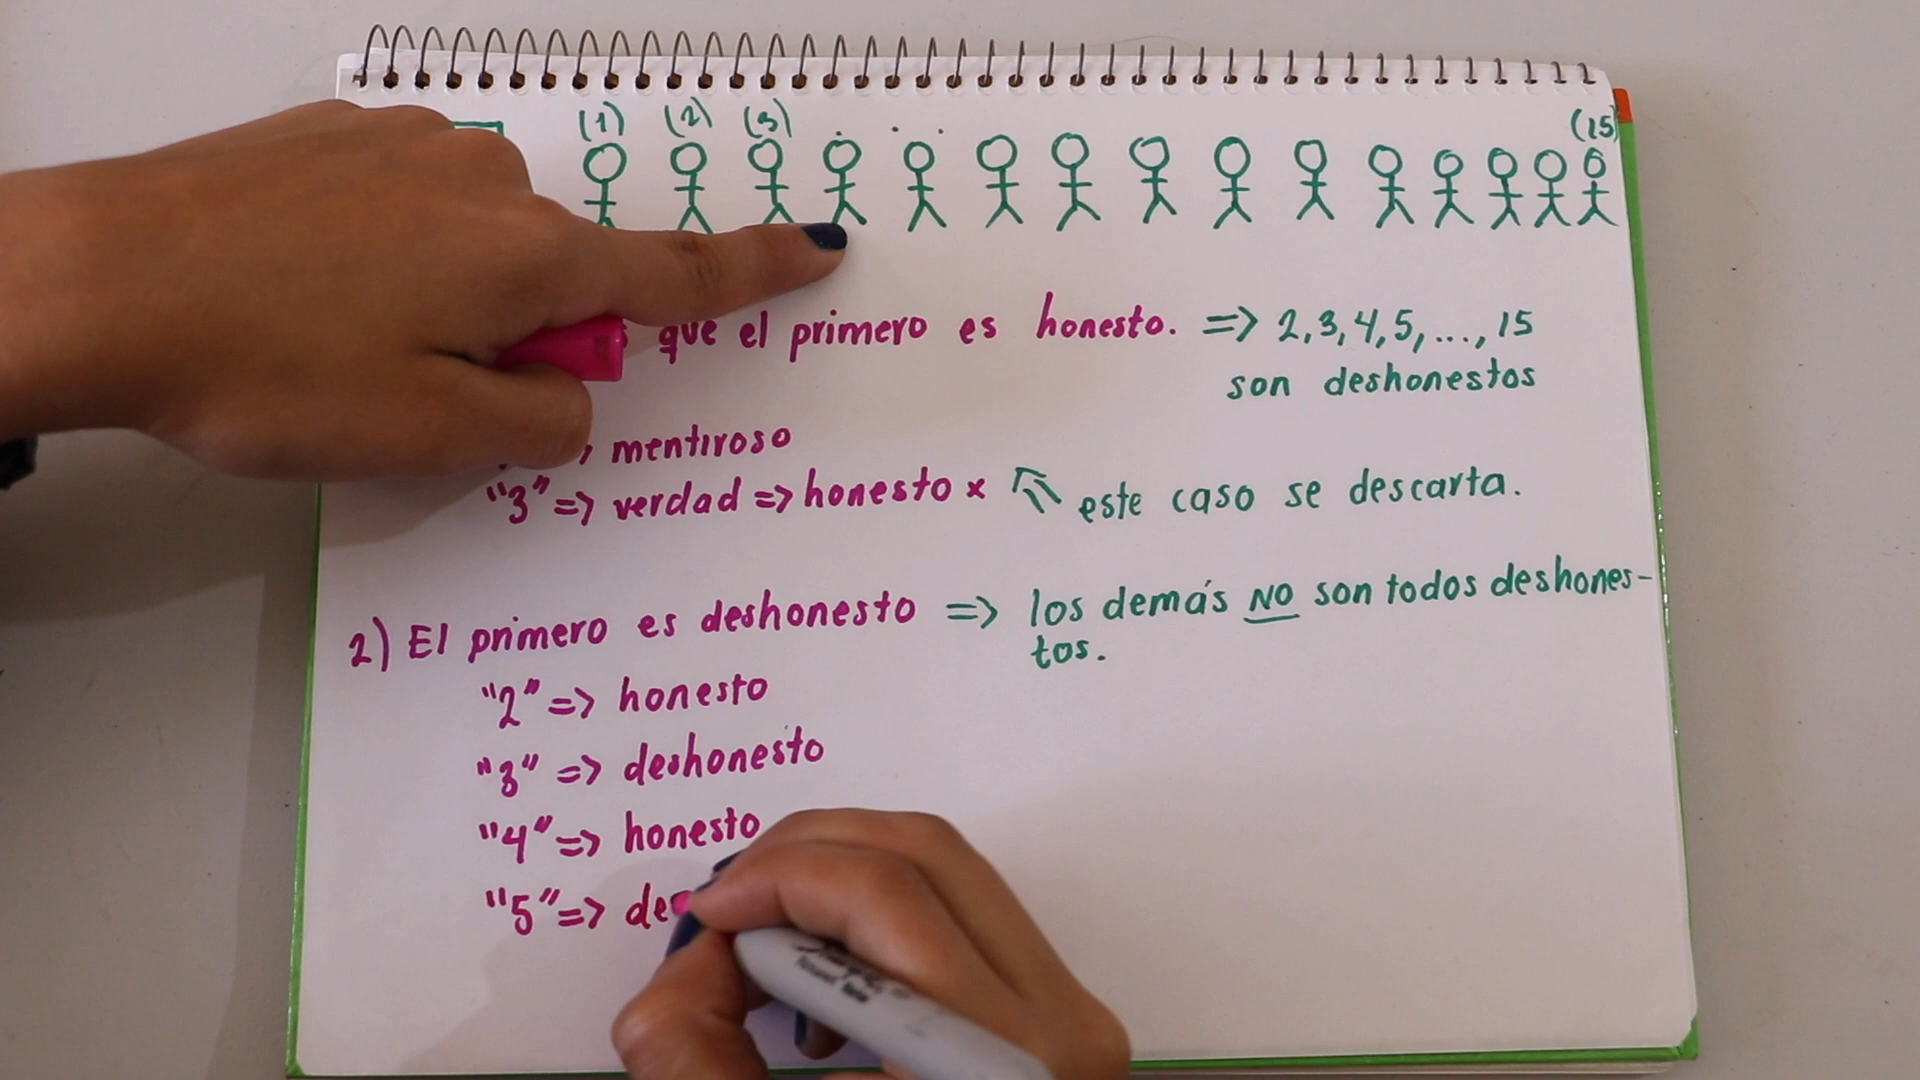 (1) (2) (3) . . . (15)
que el primero es honesto. => 2,3,4,5,...,15
son deshonestos
mentiroso
"3" => verdad => honesto x este caso se descarta.
2) El primero es deshonesto => los demás NO son todos deshones-
tos.
"2" => honesto
"3" => deshonesto
"4" => honesto
"5" => des